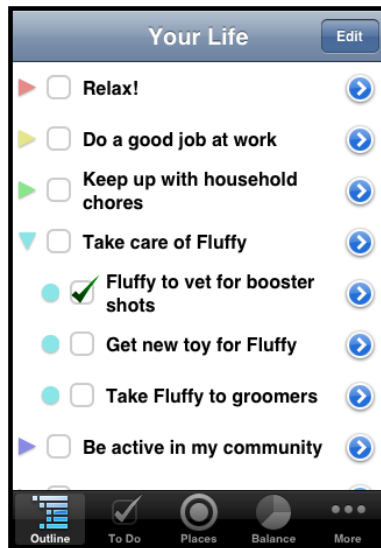 Your Life
Edit
Relax!
Do a good job at work
Keep up with household
chores
Take care of Fluffy
Fluffy to vet for booster
shots
Get new toy for Fluffy
Take Fluffy to groomers
Be active in my community
Outline
To Do
Places
Balance
More